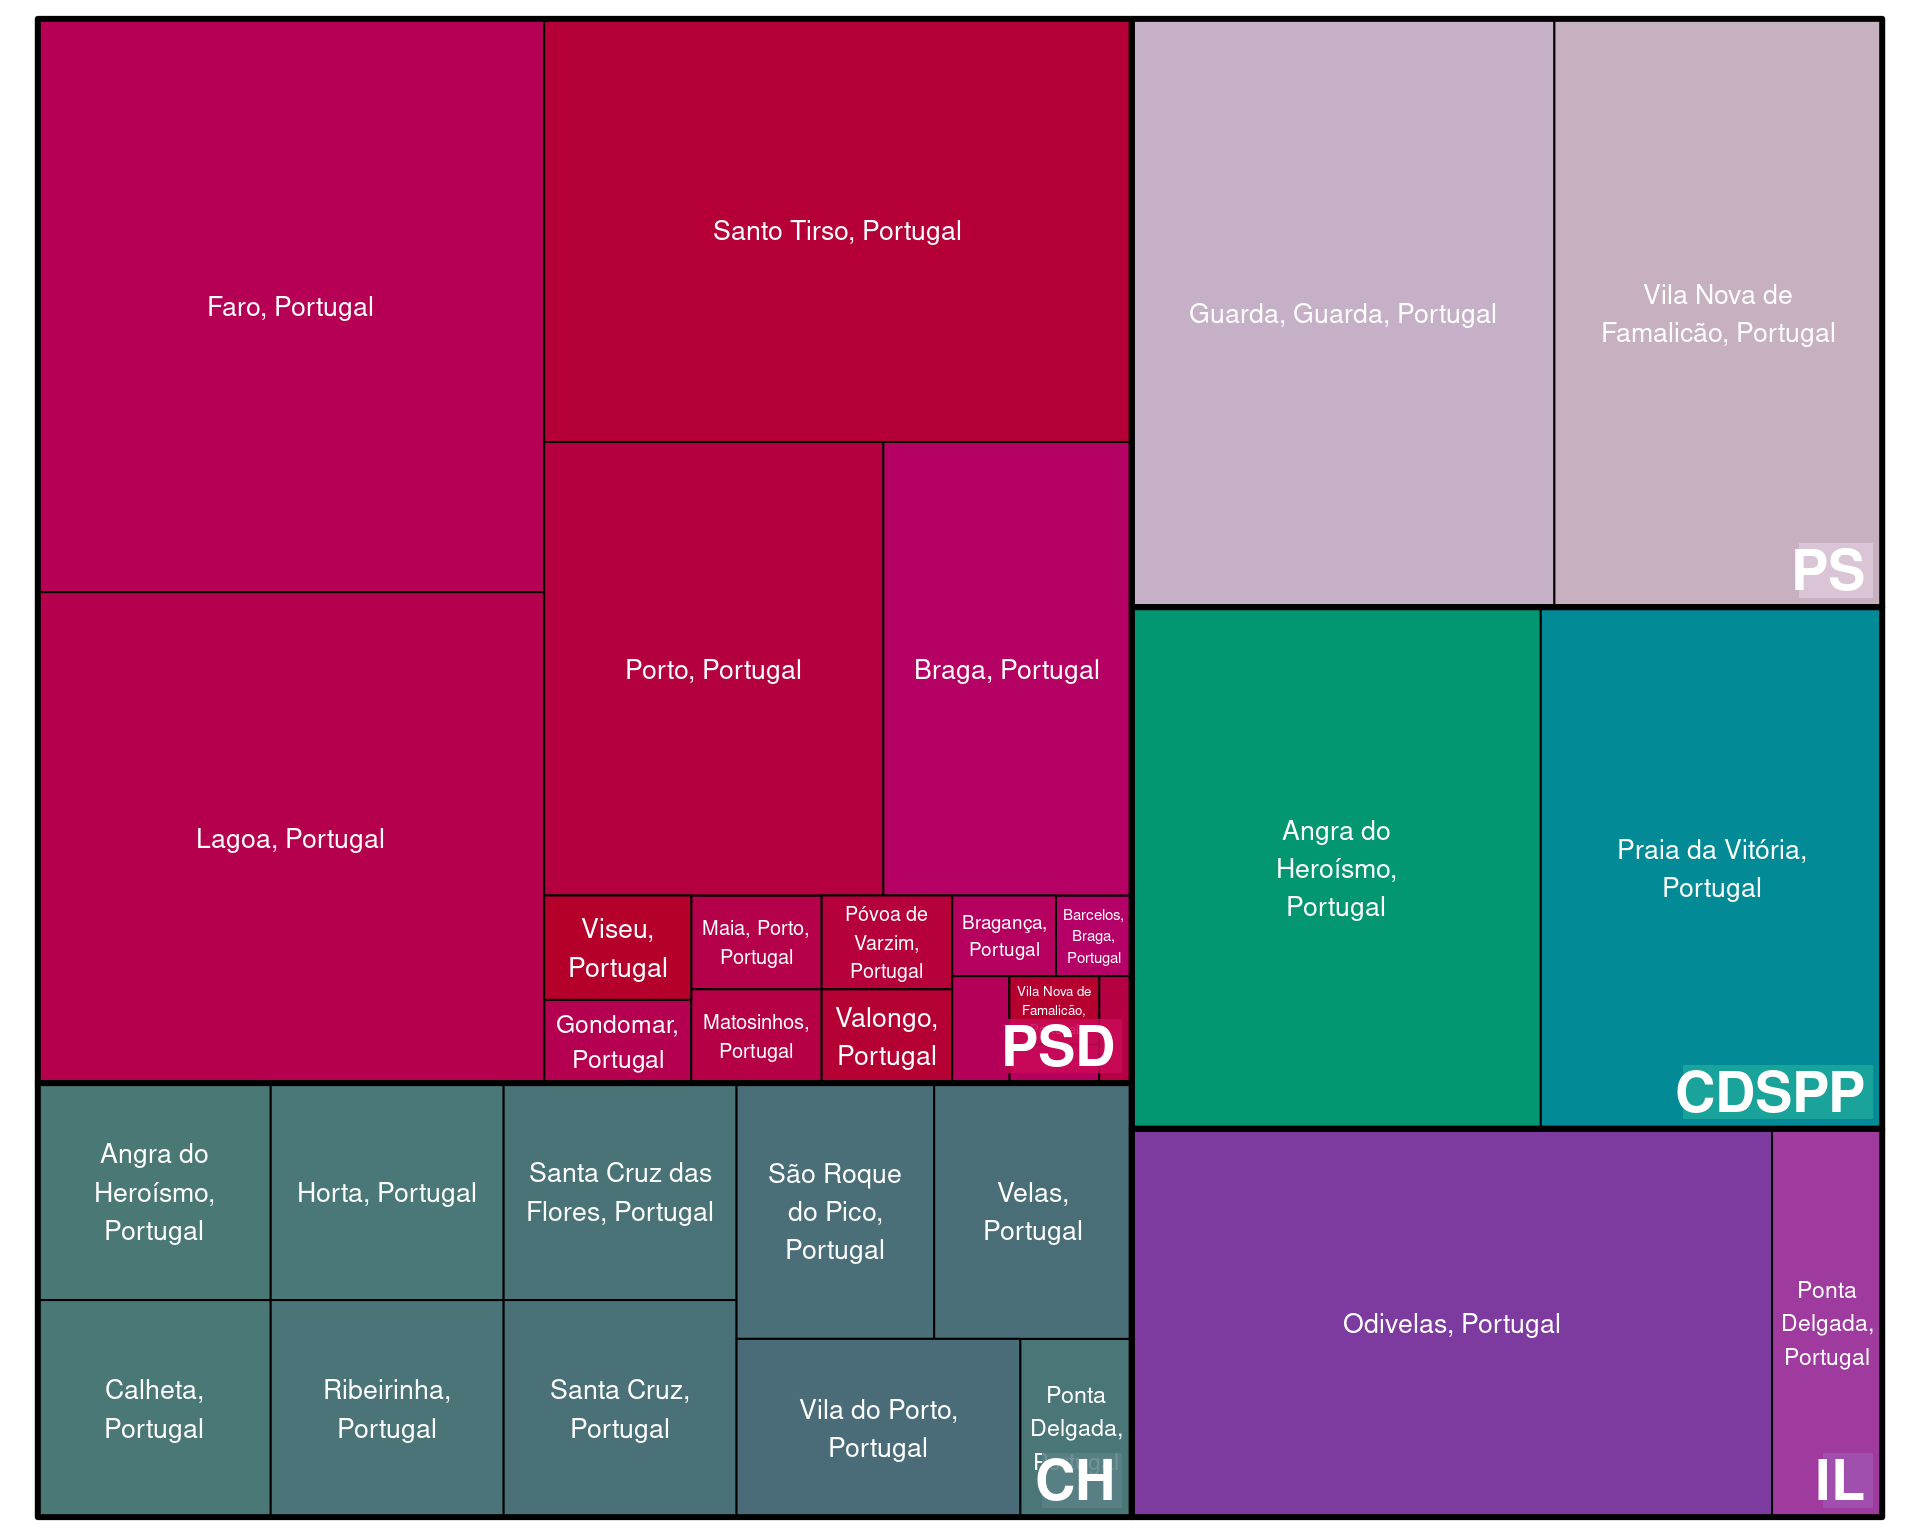 Faro, Portugal
Santo Tirso, Portugal
Lagoa, Portugal
Porto, Portugal
Braga, Portugal
Viseu,
Portugal
Gondomar,
Portugal
Maia, Porto,
Portugal
Matosinhos,
Portugal
Póvoa de
Varzim,
Portugal
Valongo,
Portugal
Bragança,
Portugal
Barcelos,
Braga,
Portugal
Vila Nova de
Famalicão,
PSD
Guarda, Guarda, Portugal
Vila Nova de
Famalicão, Portugal
PS
Angra do
Heroísmo,
Portugal
Praia da Vitória,
Portugal
CDSPP
Angra do
Heroísmo,
Portugal
Horta, Portugal
Santa Cruz das
Flores, Portugal
São Roque
do Pico,
Portugal
Velas,
Portugal
Calheta,
Portugal
Ribeirinha,
Portugal
Santa Cruz,
Portugal
Vila do Porto,
Portugal
Ponta
Delgada,
CH
Odivelas, Portugal
Ponta
Delgada,
Portugal
IL